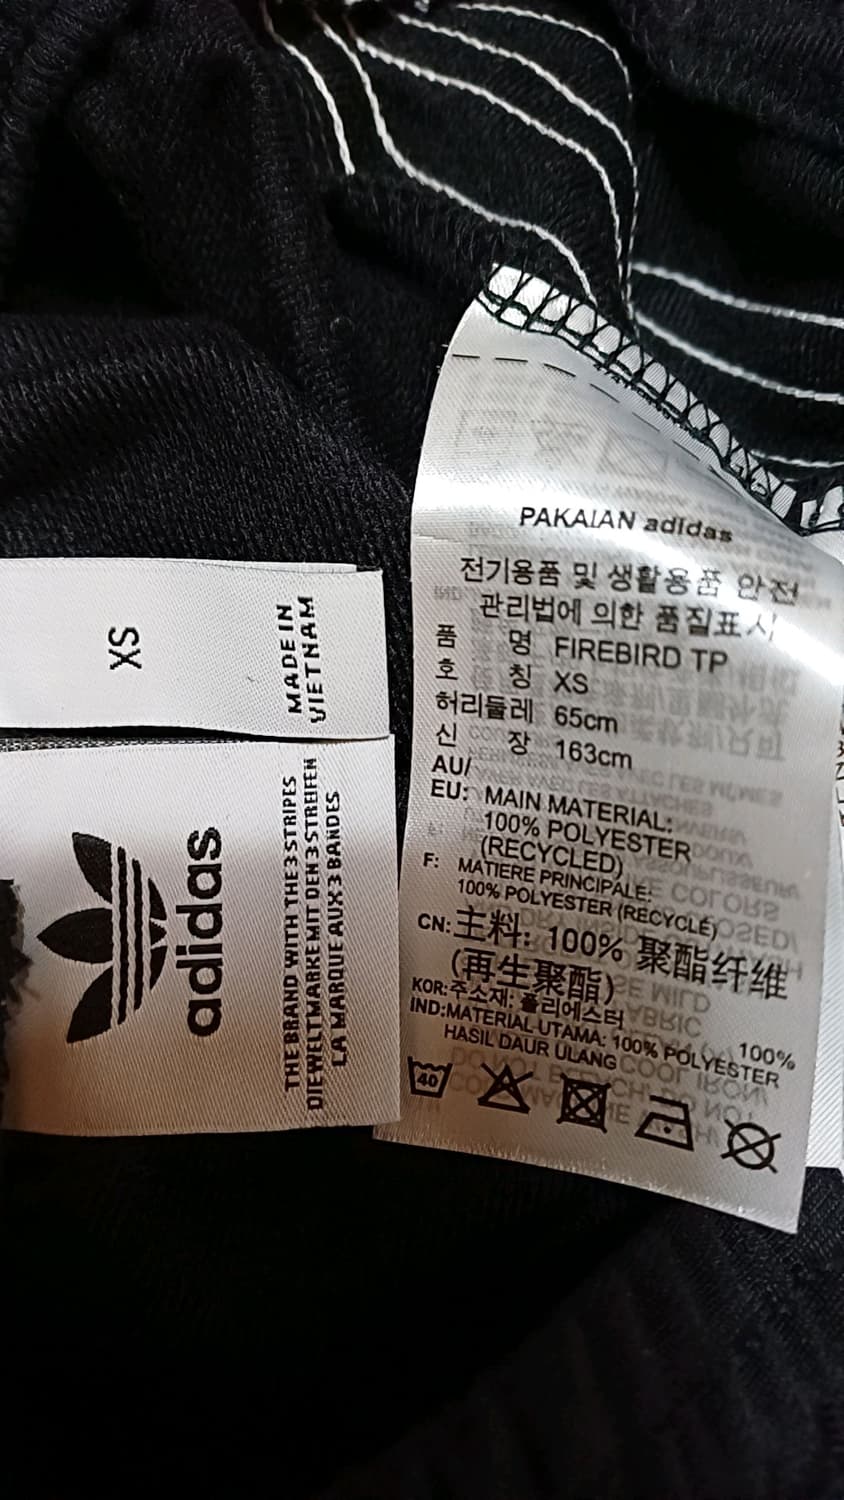 XS
MADE IN
VIETNAM
adidas
THE BRAND WITH THE 3 STRIPES
DIE WELTMARKE MIT DEN 3 STREIFEN
LA MARQUE AUX 3 BANDES
PAKAIAN adidas
전기용품 및 생활용품 안전
관리법에 의한 품질표시
품 명 FIREBIRD TP
호 칭 XS
허리둘레 65cm
신 장 163cm
AU/
EU: MAIN MATERIAL:
100% POLYESTER
(RECYCLED)
F: MATIERE PRINCIPALE:
100% POLYESTER (RECYCLÉ)
CN: 主料: 100% 聚酯纤维
(再生聚酯)
KOR: 주소재: 폴리에스터 100%
IND: MATERIAL UTAMA: 100% POLYESTER
HASIL DAUR ULANG
40